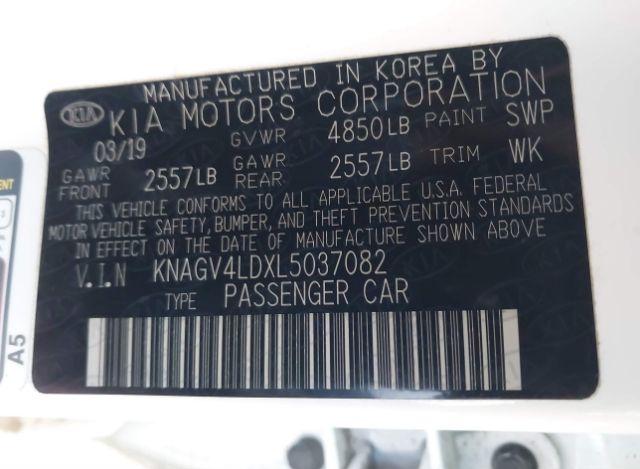 MANUFACTURED IN KOREA BY
KIA KIA MOTORS CORPORATION
03/19 GVWR 4850LB PAINT SWP
GAWR FRONT 2557LB GAWR REAR 2557LB TRIM WK
THIS VEHICLE CONFORMS TO ALL APPLICABLE U.S.A. FEDERAL
MOTOR VEHICLE SAFETY, BUMPER, AND THEFT PREVENTION STANDARDS
IN EFFECT ON THE DATE OF MANUFACTURE SHOWN ABOVE
V.I.N KNAGV4LDXL5037082
TYPE PASSENGER CAR
A5